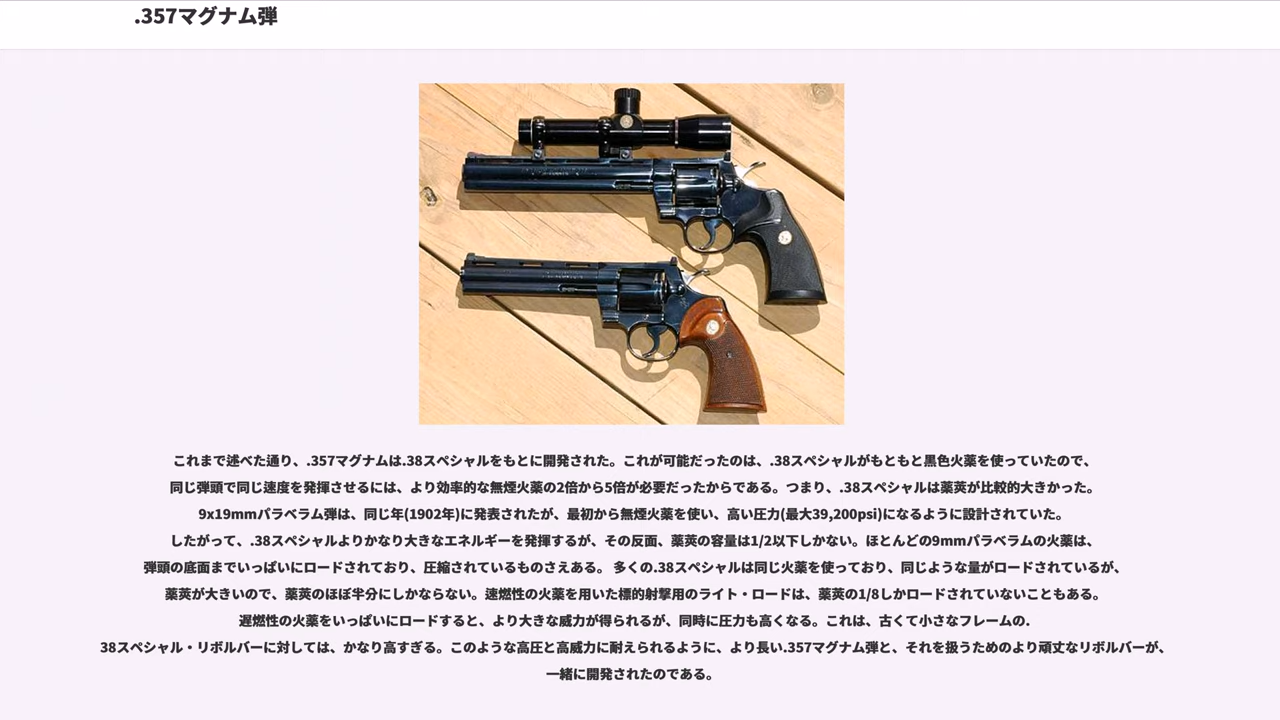 .357マグナム弾
これまで述べた通り、.357マグナムは.38スペシャルをもとに開発された。これが可能だったのは、.38スペシャルがもともと黒色火薬を使っていたので、
同じ弾頭で同じ速度を発揮させるには、より効率的な無煙火薬の2倍から5倍が必要だったからである。つまり、.38スペシャルは薬莢が比較的大きかった。
9x19mmパラベラム弾は、同じ年(1902年)に発表されたが、最初から無煙火薬を使い、高い圧力(最大39,200psi)になるように設計されていた。
したがって、.38スペシャルよりかなり大きなエネルギーを発揮するが、その反面、薬莢の容量は1/2以下しかない。ほとんどの9mmパラベラムの火薬は、
弾頭の底面までいっぱいにロードされており、圧縮されているものさえある。 多くの.38スペシャルは同じ火薬を使っており、同じような量がロードされているが、
薬莢が大きいので、薬莢のほぼ半分にしかならない。速燃性の火薬を用いた標的射撃用のライト・ロードは、薬莢の1/8しかロードされていないこともある。
遅燃性の火薬をいっぱいにロードすると、より大きな威力が得られるが、同時に圧力も高くなる。これは、古くて小さなフレームの.
38スペシャル・リボルバーに対しては、かなり高すぎる。このような高圧と高威力に耐えられるように、より長い.357マグナム弾と、それを扱うためのより頑丈なリボルバーが、
一緒に開発されたのである。